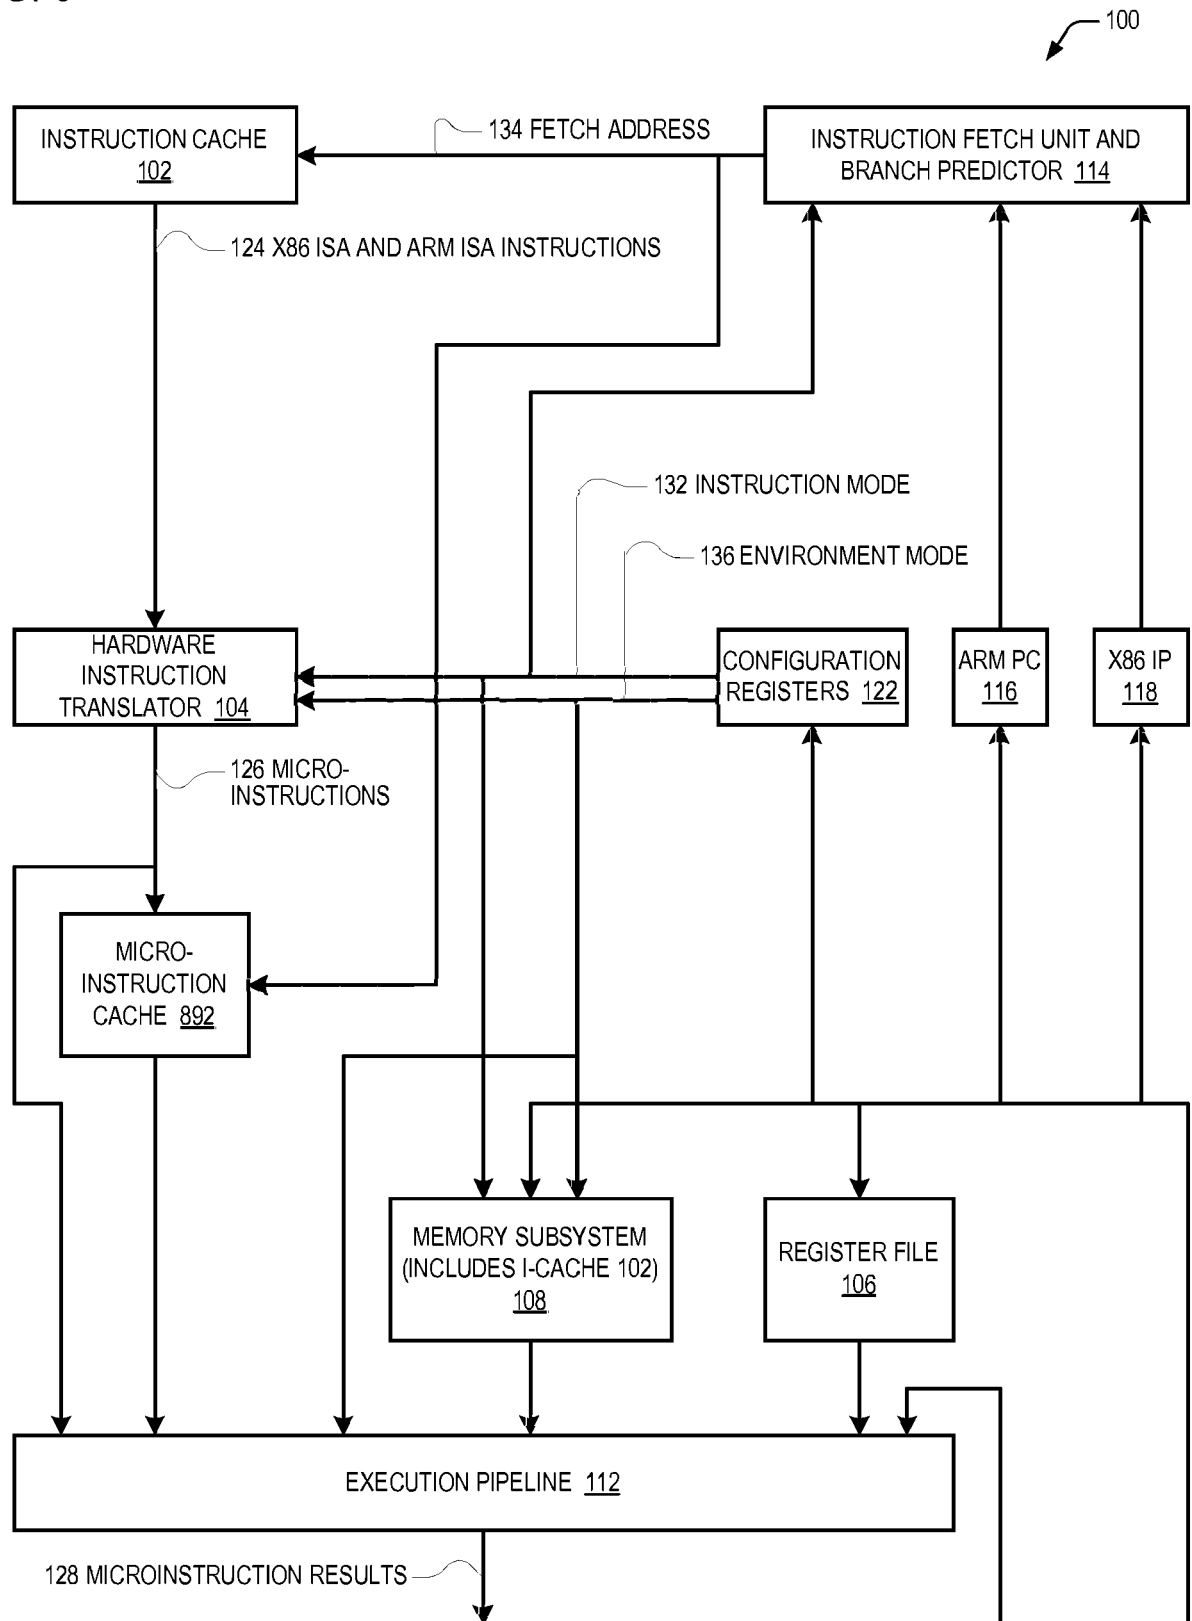 100
INSTRUCTION CACHE
102
134 FETCH ADDRESS
INSTRUCTION FETCH UNIT AND
BRANCH PREDICTOR 114
124 X86 ISA AND ARM ISA INSTRUCTIONS
132 INSTRUCTION MODE
136 ENVIRONMENT MODE
HARDWARE
INSTRUCTION
TRANSLATOR 104
CONFIGURATION
REGISTERS 122
ARM PC
116
X86 IP
118
126 MICRO-
INSTRUCTIONS
MICRO-
INSTRUCTION
CACHE 892
MEMORY SUBSYSTEM
(INCLUDES I-CACHE 102)
108
REGISTER FILE
106
EXECUTION PIPELINE 112
128 MICROINSTRUCTION RESULTS